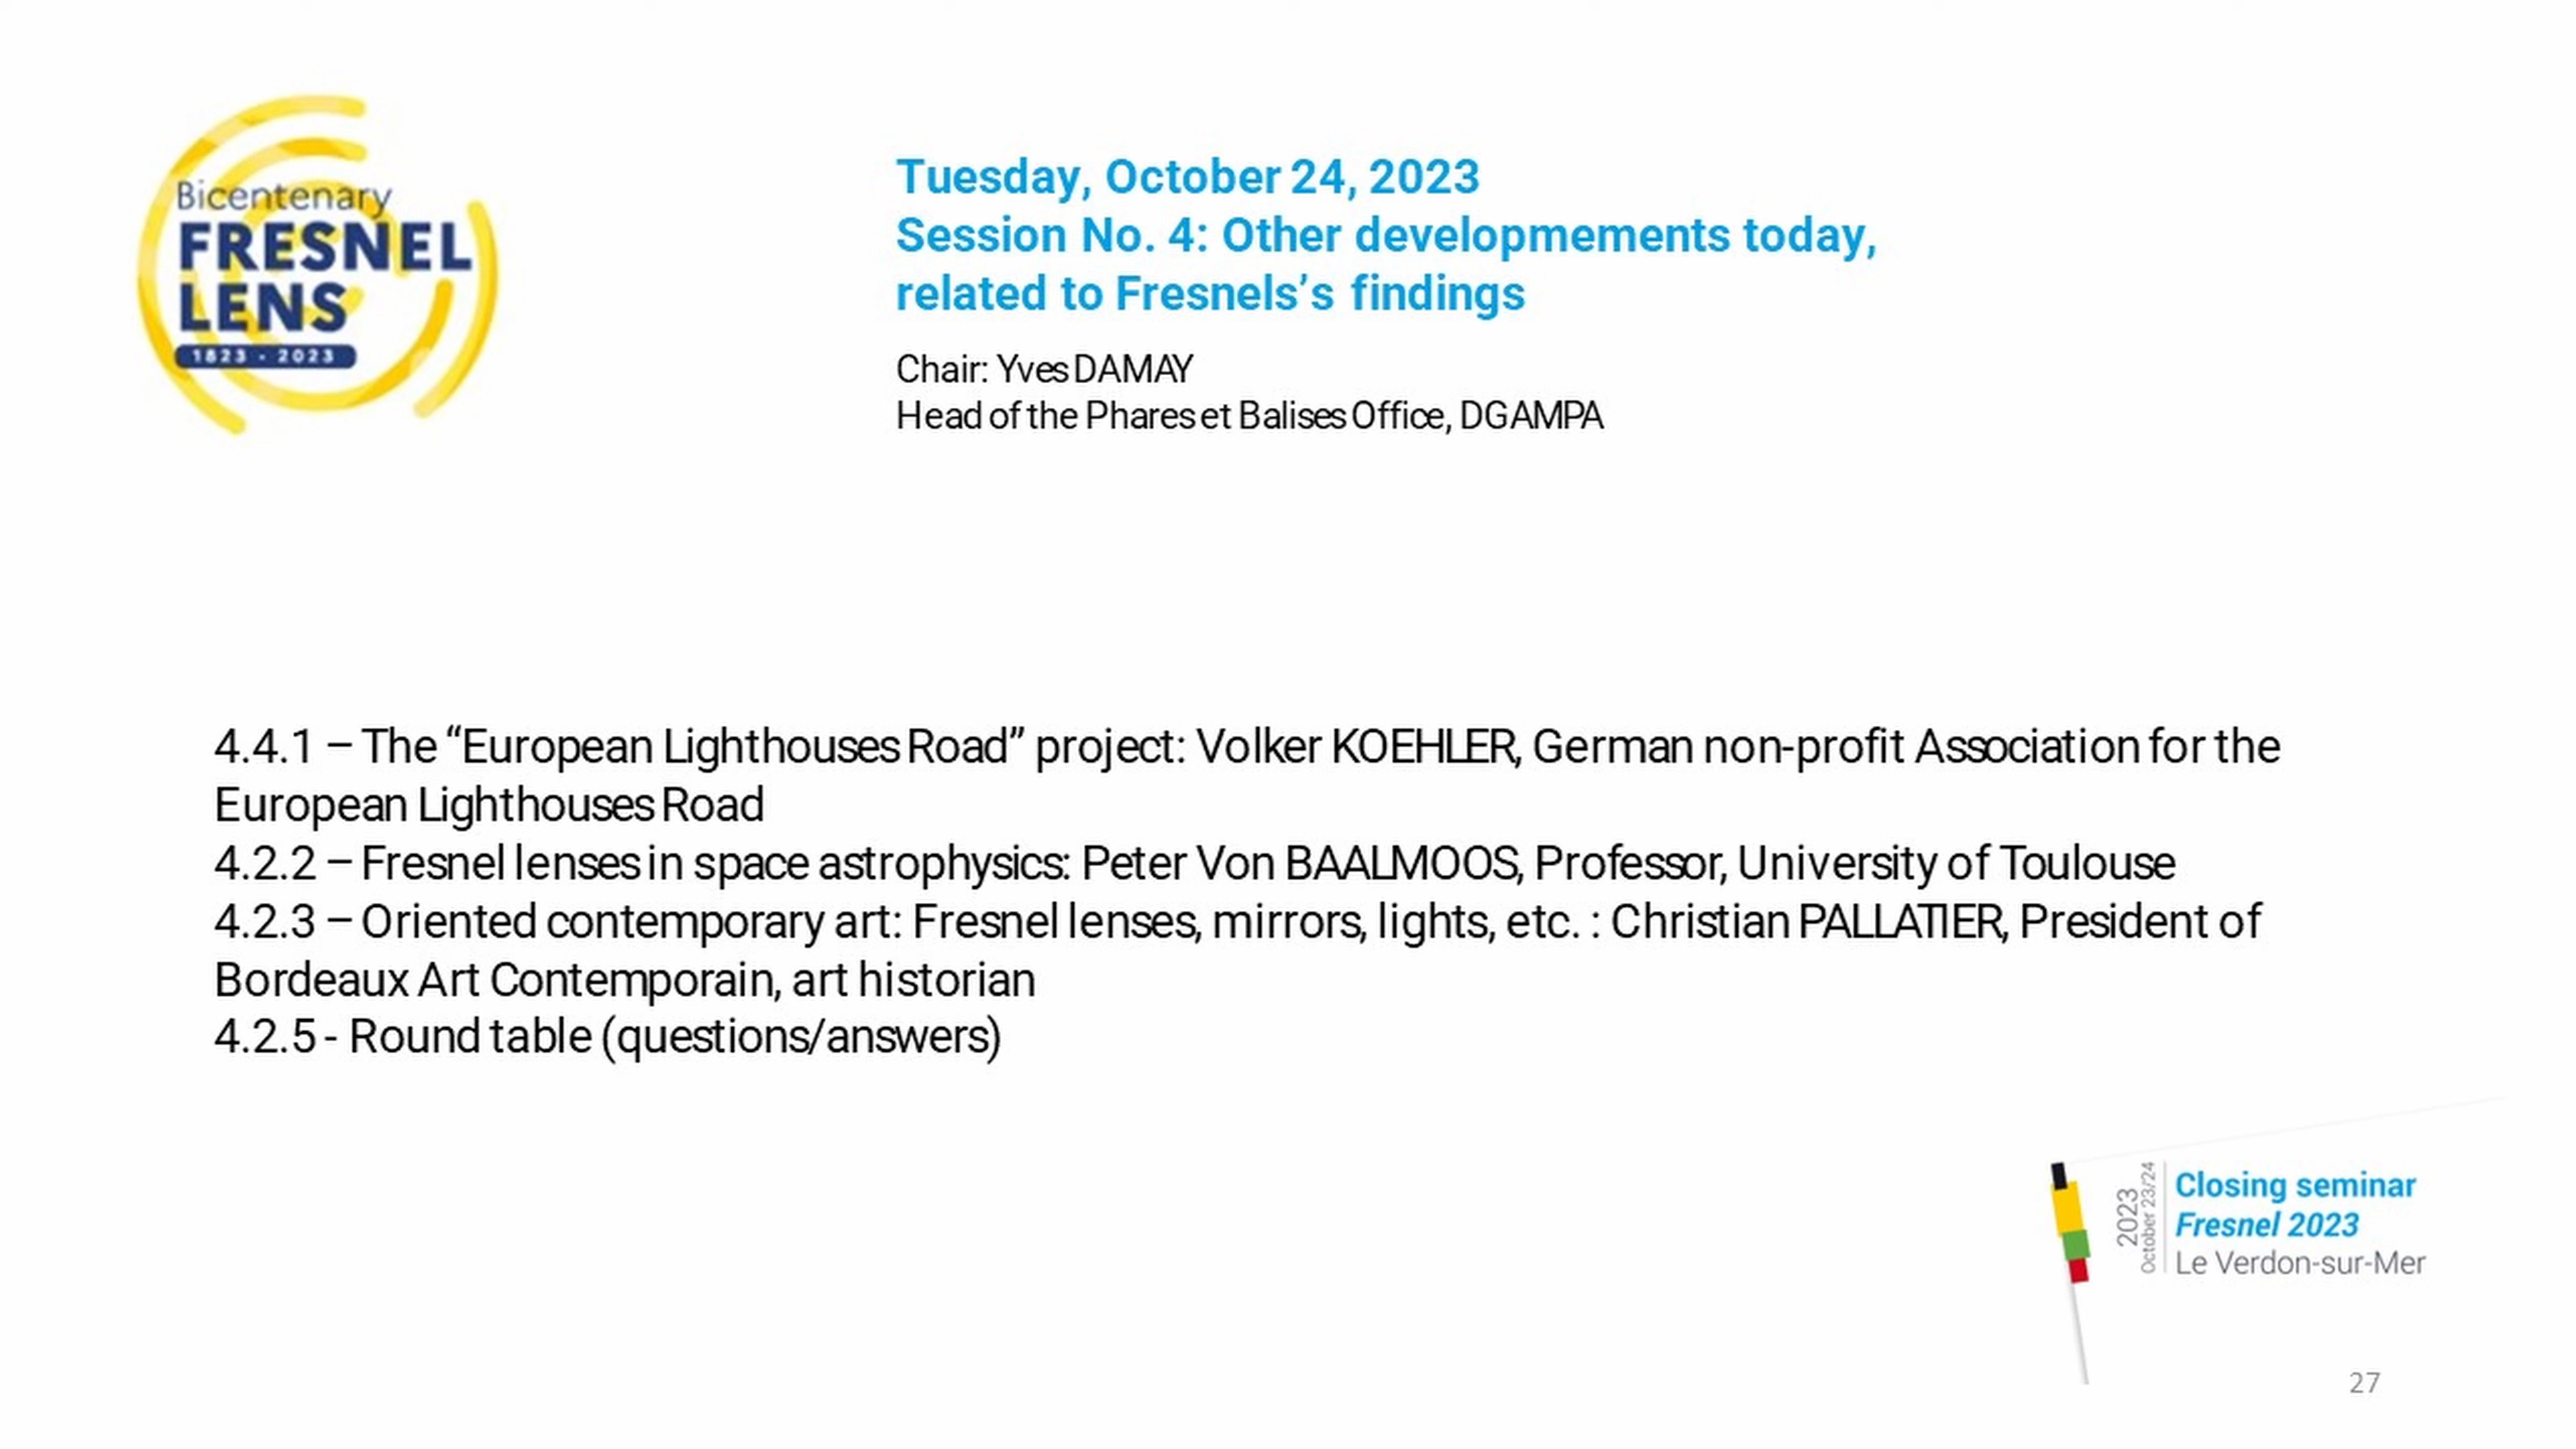 Bicentenary
FRESNEL
LENS
1823 - 2023
Tuesday, October 24, 2023
Session No. 4: Other developmements today,
related to Fresnels’s findings
Chair: Yves DAMAY
Head of the Phares et Balises Office, DGAMPA
4.4.1 – The “European Lighthouses Road” project: Volker KOEHLER, German non-profit Association for the
European Lighthouses Road
4.2.2 – Fresnel lenses in space astrophysics: Peter Von BAALMOOS, Professor, University of Toulouse
4.2.3 – Oriented contemporary art: Fresnel lenses, mirrors, lights, etc. : Christian PALLATIER, President of
Bordeaux Art Contemporain, art historian
4.2.5 - Round table (questions/answers)
2023
October 23/24
Closing seminar
Fresnel 2023
Le Verdon-sur-Mer
27